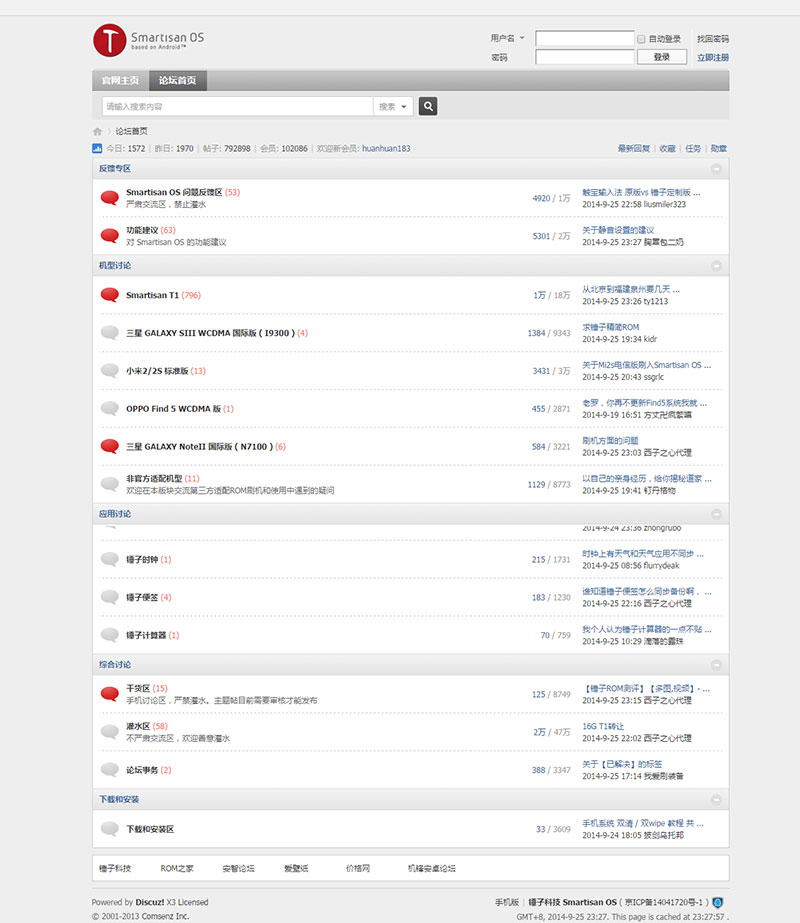 Smartisan OS
based on Android™
用户名
自动登录 找回密码
密码
登录 立即注册
官网主页 论坛首页
请输入搜索内容 搜索
论坛首页
今日: 1572 | 昨日: 1970 | 帖子: 792898 | 会员: 102086 | 欢迎新会员: huanhuan183
最新回复 | 收藏 | 任务 | 勋章
反馈专区
Smartisan OS 问题反馈区 (53)
严肃交流区，禁止灌水
4920 / 1万
触宝输入法 原版vs 锤子定制版 ...
2014-9-25 22:58 liusmiler323
功能建议 (63)
对 Smartisan OS 的功能建议
5301 / 2万
关于静音设置的建议
2014-9-25 23:27 胸罩包二奶
机型讨论
Smartisan T1 (796)
1万 / 18万
从北京到福建泉州要几天 ...
2014-9-25 23:26 ty1213
三星 GALAXY SIII WCDMA 国际版 ( I9300 ) (4)
1384 / 9343
求锤子精简ROM
2014-9-25 19:34 kidr
小米2/2S 标准版 (13)
3431 / 3万
关于Mi2s电信版刷入Smartisan OS ...
2014-9-25 20:43 ssgrlc
OPPO Find 5 WCDMA 版 (1)
455 / 2871
老罗，你再不更新Find5系统我就 ...
2014-9-19 16:51
三星 GALAXY NoteII 国际版 ( N7100 ) (6)
584 / 3221
刷机方面的问题
2014-9-25 23:03 西子之心代理
非官方适配机型 (11)
欢迎在本版块交流第三方适配ROM刷机和使用中遇到的疑问
1129 / 8773
以自己的亲身经历，给你揭秘道家 ...
2014-9-25 19:41 钉丹格物
应用讨论
2014-9-24 23:36 zhongrubo
锤子时钟 (1)
215 / 1731
时钟上有天气和天气应用不同步 ...
2014-9-25 08:56 flurrydeak
锤子便签 (4)
183 / 1230
谁知道锤子便签怎么同步备份啊， ...
2014-9-25 22:16 西子之心代理
锤子计算器 (1)
70 / 759
我个人认为锤子计算器的一点不贴 ...
2014-9-25 10:29 滴落的露珠
综合讨论
干货区 (15)
手机讨论区，严禁灌水。主题帖目前需要审核才能发布
125 / 8749
【锤子ROM测评】【多图,视频】- ...
2014-9-25 23:15 西子之心代理
灌水区 (58)
不严肃交流区，欢迎善意灌水
2万 / 47万
16G T1转让
2014-9-25 22:02 西子之心代理
论坛事务 (2)
388 / 3347
关于【已解决】的标签
2014-9-25 17:14 我爱刷装备
下载和安装
下载和安装区
33 / 3609
手机系统 双清 / 双wipe 教程 共 ...
2014-9-24 18:05 披剑乌托邦
锤子科技 ROM之家 安智论坛 爱壁纸 价格网 机锋安卓论坛
Powered by Discuz! X3 Licensed
© 2001-2013 Comsenz Inc.
手机版 | 锤子科技 Smartisan OS ( 京ICP备14041720号-1 )
GMT+8, 2014-9-25 23:27. This page is cached at 23:27:57 .